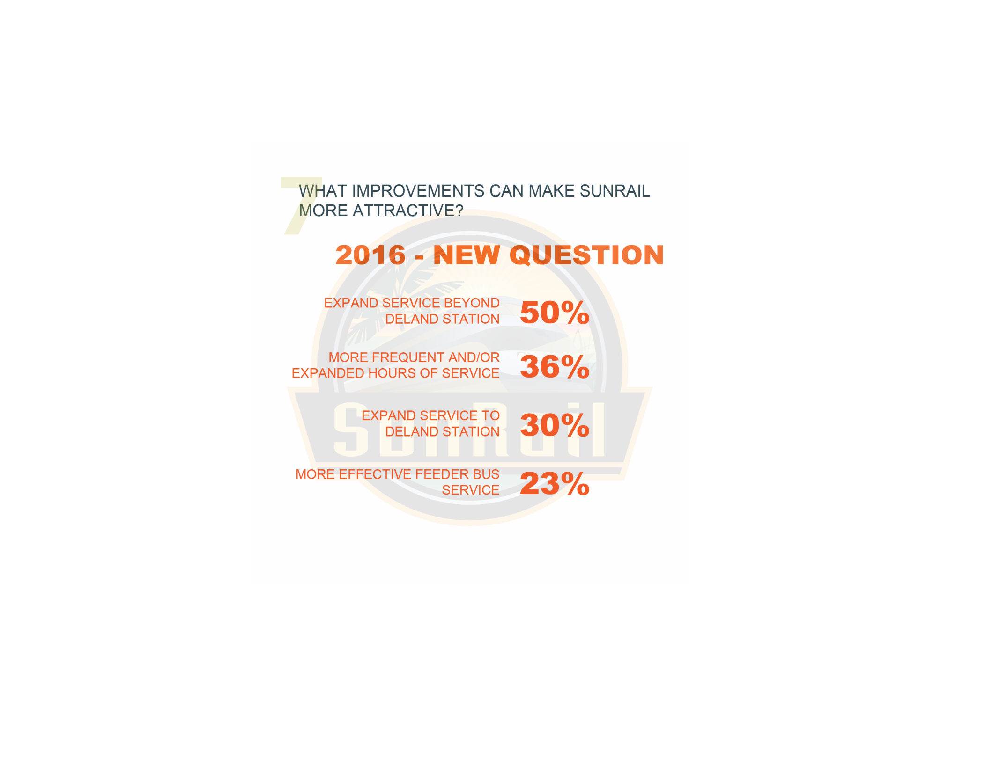 7
WHAT IMPROVEMENTS CAN MAKE SUNRAIL
MORE ATTRACTIVE?
2016 - NEW QUESTION
EXPAND SERVICE BEYOND
DELAND STATION
50%
MORE FREQUENT AND/OR
EXPANDED HOURS OF SERVICE
36%
EXPAND SERVICE TO
DELAND STATION
30%
MORE EFFECTIVE FEEDER BUS
SERVICE
23%
SunRail